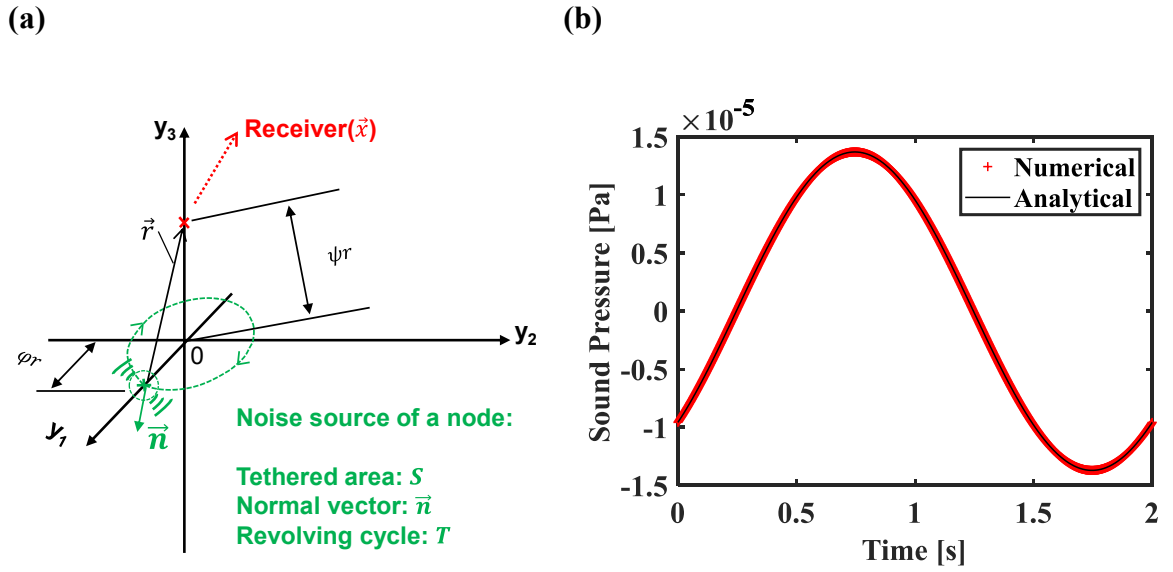 (a)
y₃
Receiver(x⃗)
r⃗
ψr
0
y₂
φr
y₁
n⃗
Noise source of a node:
Tethered area: S
Normal vector: n⃗
Revolving cycle: T
(b)
×10⁻⁵
1.5
1
0.5
0
-0.5
-1
-1.5
Sound Pressure [Pa]
Numerical
Analytical
0 0.5 1 1.5 2
Time [s]